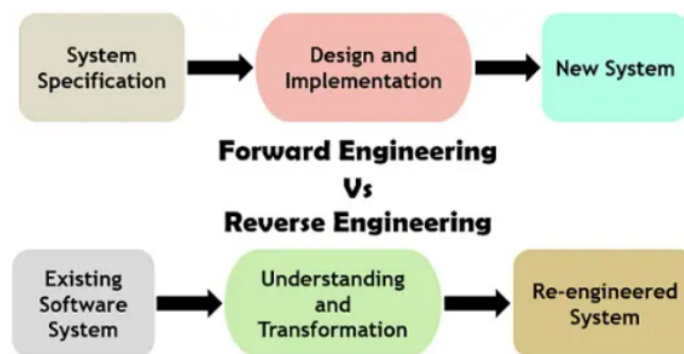 System
Specification
Design and
Implementation
New System
Forward Engineering
Vs
Reverse Engineering
Existing
Software
System
Understanding
and
Transformation
Re-engineered
System